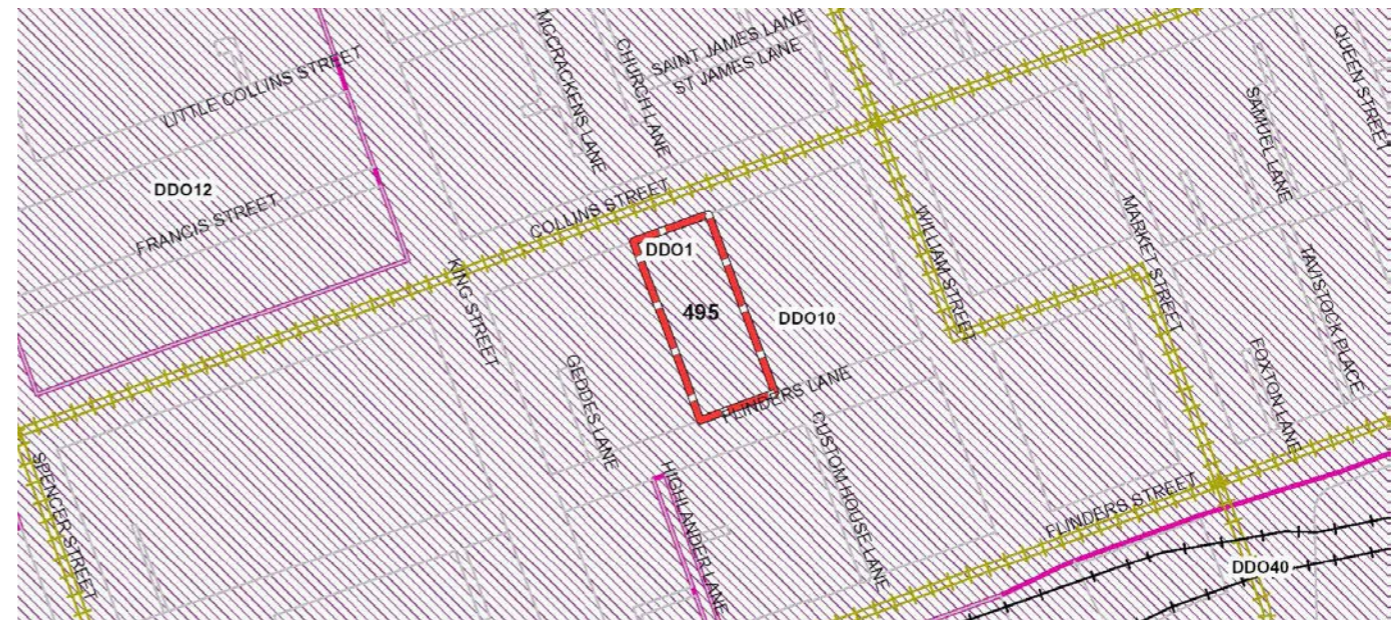 LITTLE COLLINS STREET
MCCRACKENS LANE
CHURCH LANE
SAINT JAMES LANE
ST JAMES LANE
QUEEN STREET
SAMUEL LANE
DDO12
FRANCIS STREET
COLLINS STREET
KING STREET
DDO1
495
DDO10
WILLIAM STREET
MARKET STREET
TAVISTOCK PLACE
GEDDES LANE
FLINDERS LANE
FOXTON LANE
SPENCER STREET
HIGHLANDER LANE
CUSTOM HOUSE LANE
FLINDERS STREET
DDO40